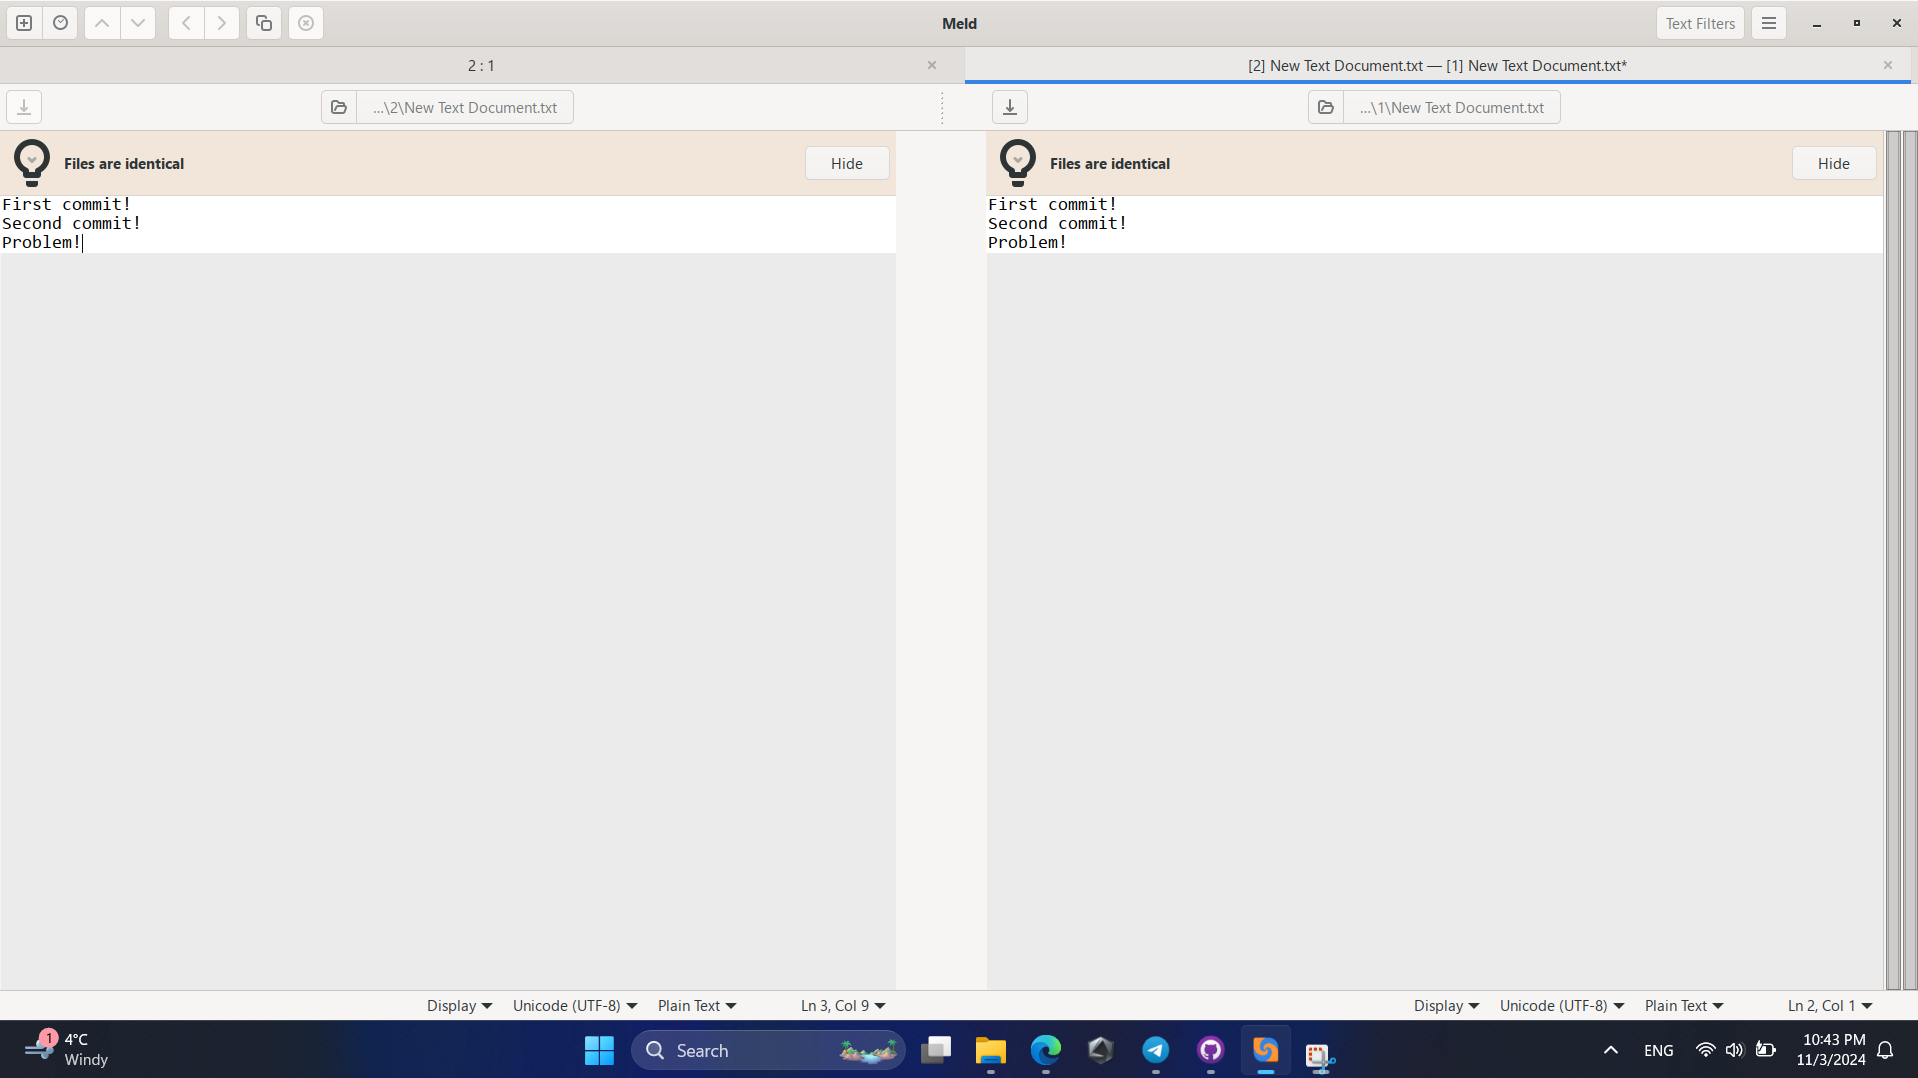 Meld
Text Filters
2 : 1
[2] New Text Document.txt — [1] New Text Document.txt*
...\2\New Text Document.txt
...\1\New Text Document.txt
Files are identical
Hide
Files are identical
Hide
First commit!
Second commit!
Problem!
First commit!
Second commit!
Problem!
Display
Unicode (UTF-8)
Plain Text
Ln 3, Col 9
Display
Unicode (UTF-8)
Plain Text
Ln 2, Col 1
1
4°C
Windy
Search
ENG
10:43 PM
11/3/2024